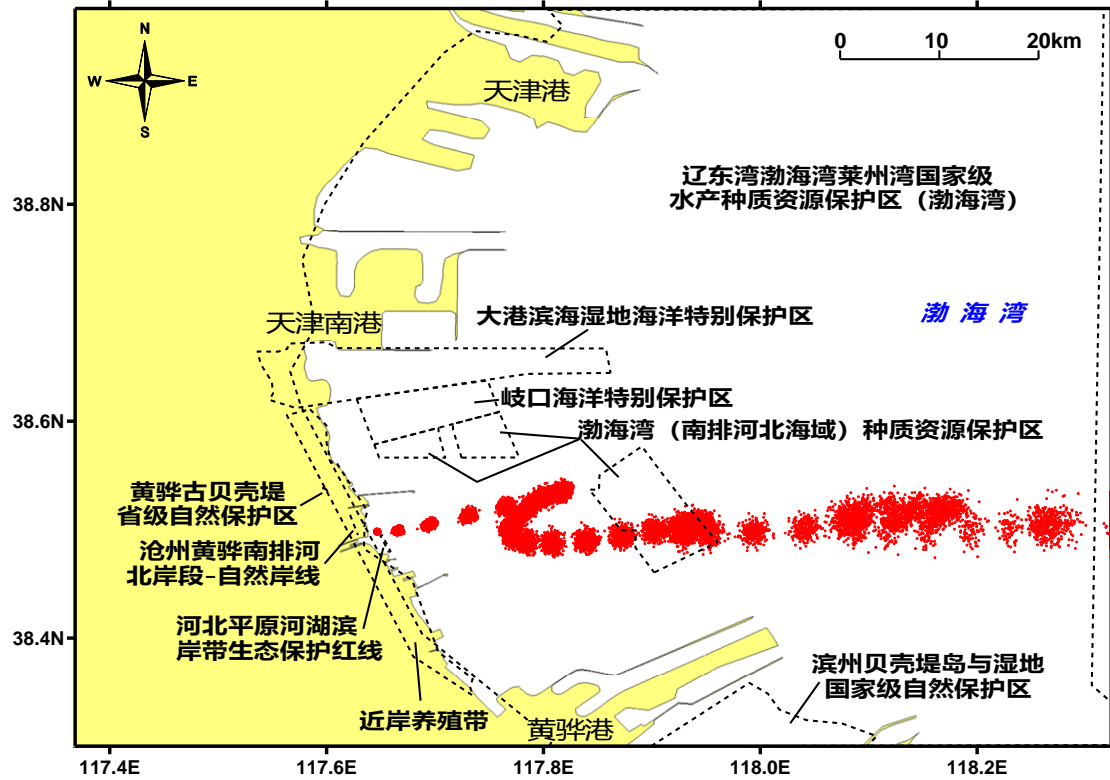 N
W
E
S
0
10
20km
天津港
辽东湾渤海湾莱州湾国家级
水产种质资源保护区（渤海湾）
38.8N
渤 海 湾
大港滨海湿地海洋特别保护区
天津南港
岐口海洋特别保护区
38.6N
渤海湾（南排河北海域）种质资源保护区
黄骅古贝壳堤
省级自然保护区
沧州黄骅南排河
北岸段-自然岸线
河北平原河湖滨
岸带生态保护红线
38.4N
滨州贝壳堤岛与湿地
国家级自然保护区
近岸养殖带
黄骅港
117.4E
117.6E
117.8E
118.0E
118.2E